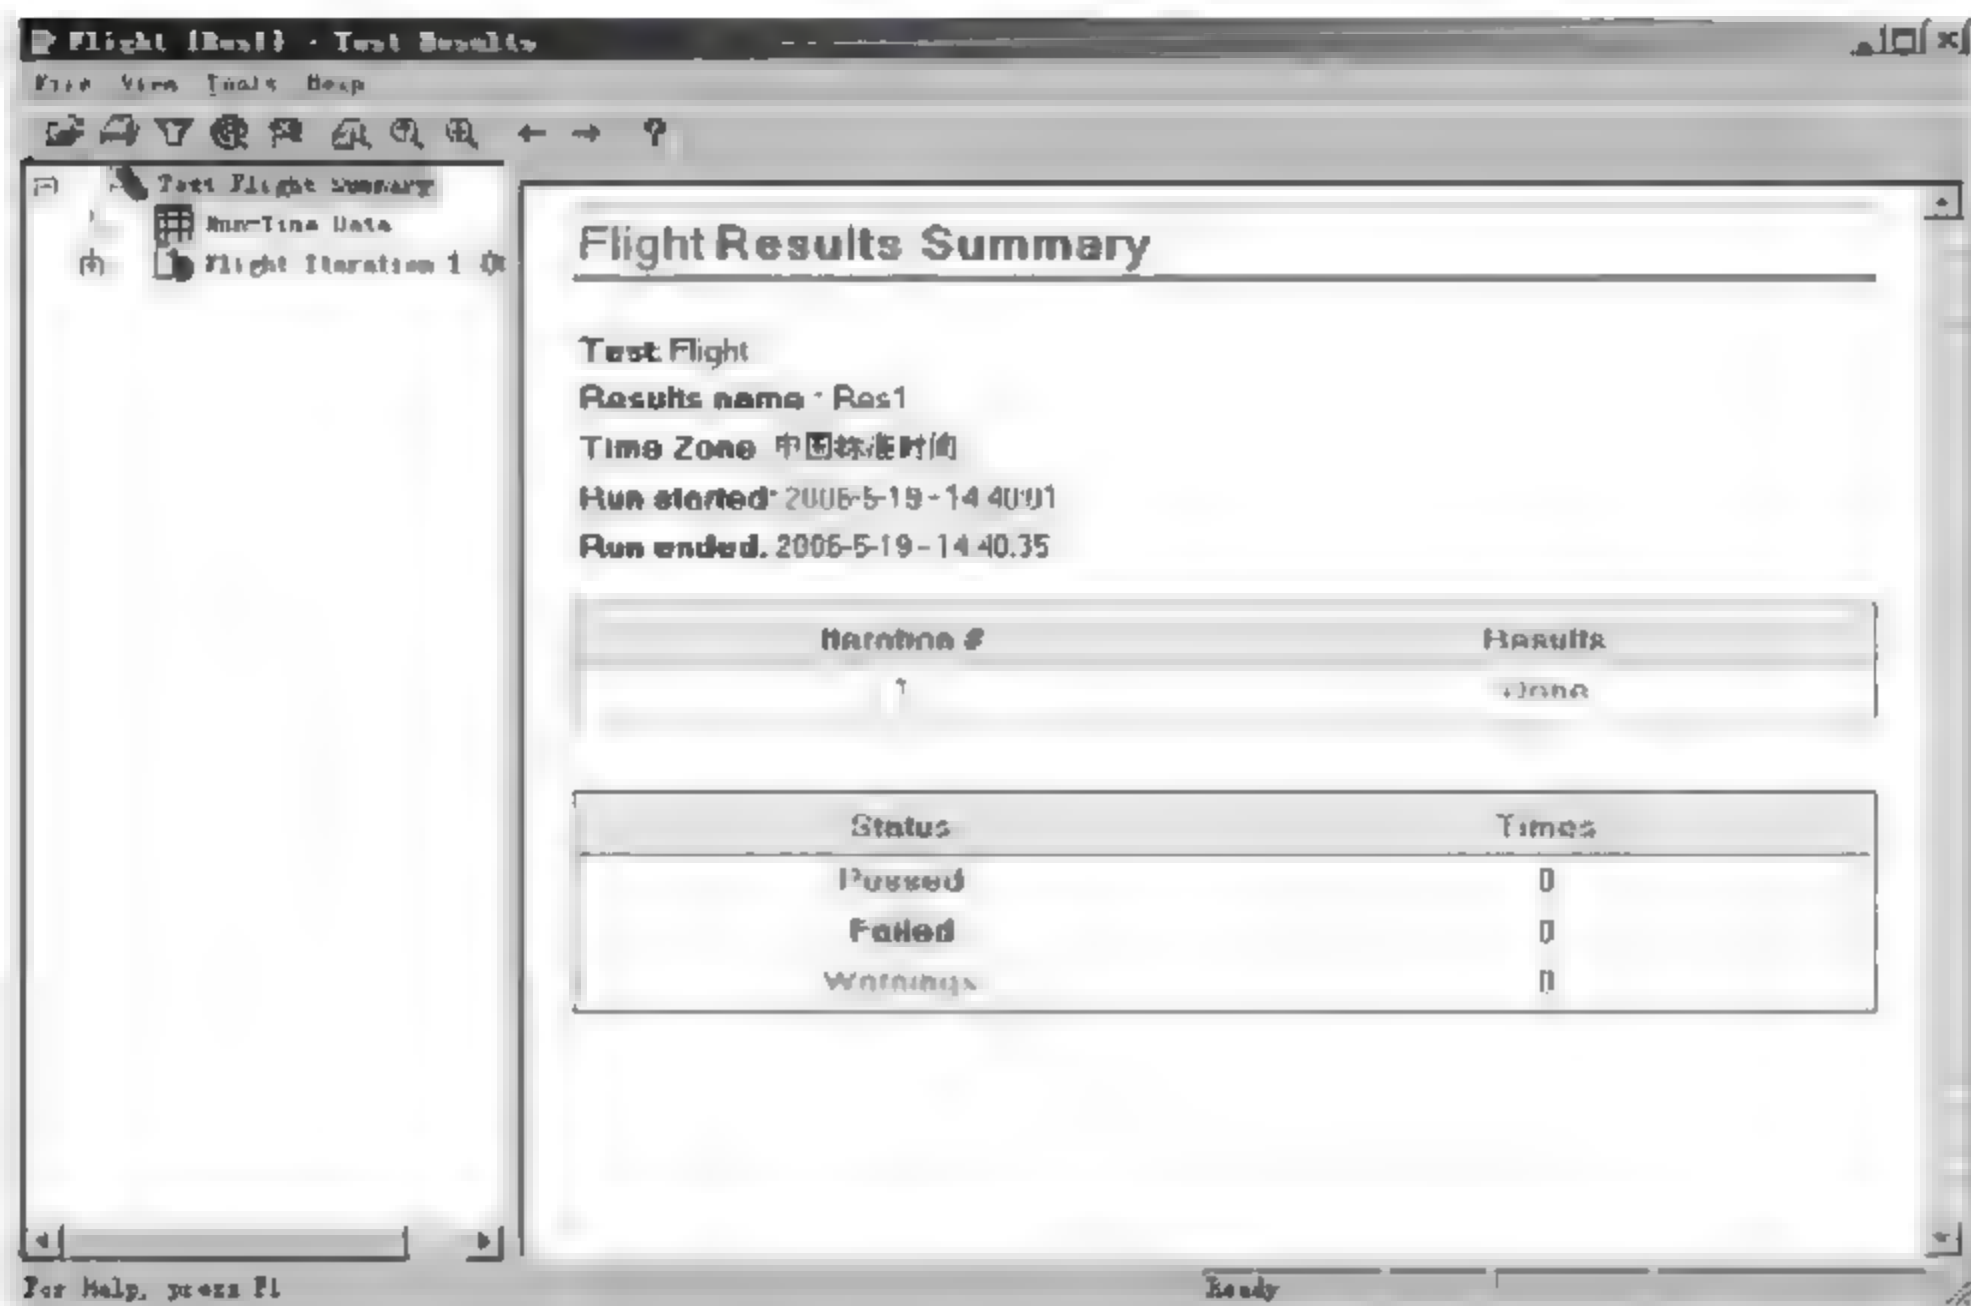 Flight [Res1] - Test Results
File View Tools Help
Test Flight Summary
Run-Time Data
Flight Iteration 1
Flight Results Summary
Test: Flight
Results name : Res1
Time Zone 中国标准时间
Run started: 2006-5-19 - 14:40:01
Run ended: 2006-5-19 - 14:40:35
Iteration # Results
1 Done
Status Times
Passed 0
Failed 0
Warnings 0
For Help, press F1
Ready